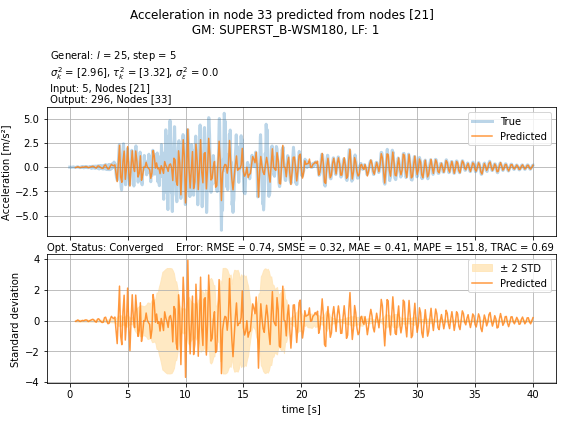 Acceleration in node 33 predicted from nodes [21]
GM: SUPERST_B-WSM180, LF: 1
General: l = 25, step = 5
σ²ₖ = [2.96], τ²ₖ = [3.32], σ²ₑ = 0.0
Input: 5, Nodes [21]
Output: 296, Nodes [33]
Acceleration [m/s²]
5.0
2.5
0.0
−2.5
−5.0
True
Predicted
Opt. Status: Converged Error: RMSE = 0.74, SMSE = 0.32, MAE = 0.41, MAPE = 151.8, TRAC = 0.69
Standard deviation
4
2
0
−2
−4
± 2 STD
Predicted
0 5 10 15 20 25 30 35 40
time [s]